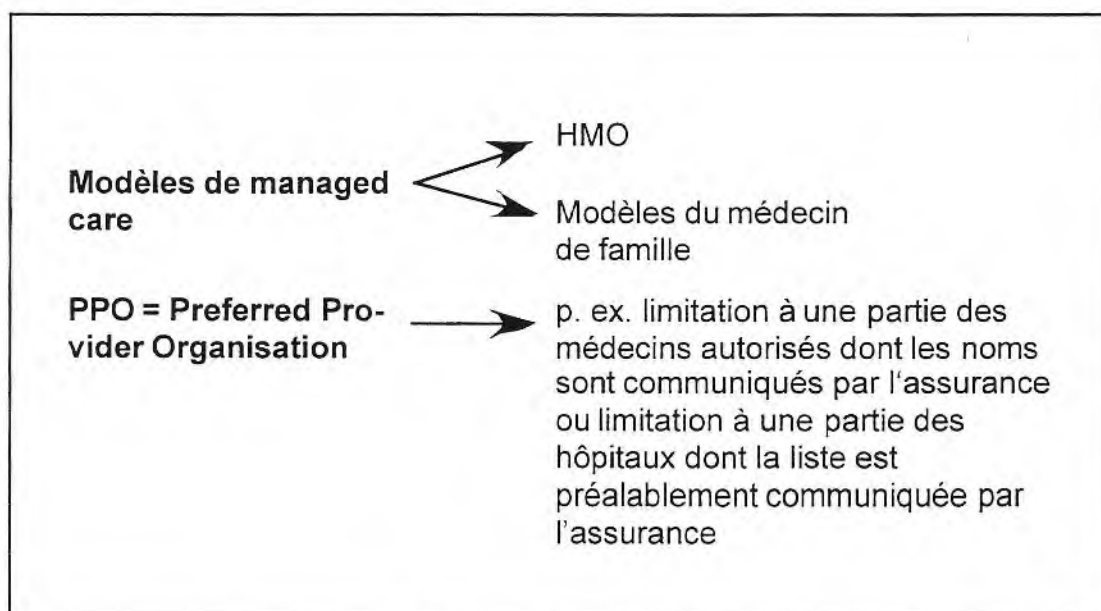 HMO
Modèles de managed
care
Modèles du médecin
de famille
PPO = Preferred Pro-
vider Organisation
p. ex. limitation à une partie des
médecins autorisés dont les noms
sont communiqués par l'assurance
ou limitation à une partie des
hôpitaux dont la liste est
préalablement communiquée par
l'assurance